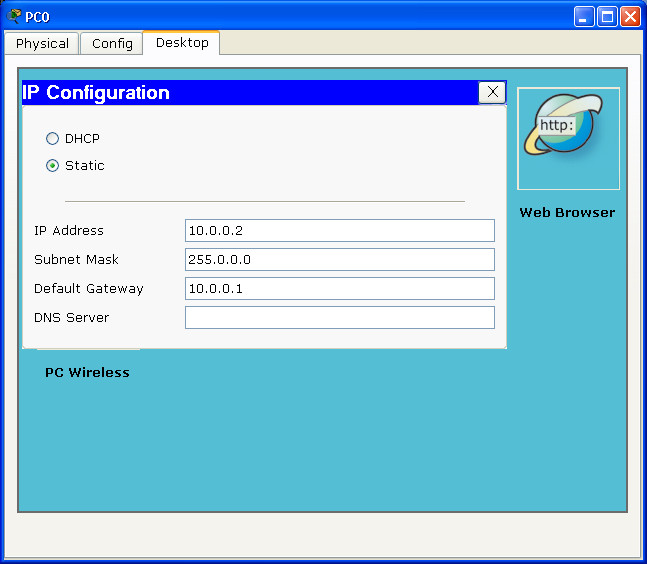 PC0
Physical Config Desktop
IP Configuration X
http:
DHCP
Static
Web Browser
IP Address 10.0.0.2
Subnet Mask 255.0.0.0
Default Gateway 10.0.0.1
DNS Server
PC Wireless